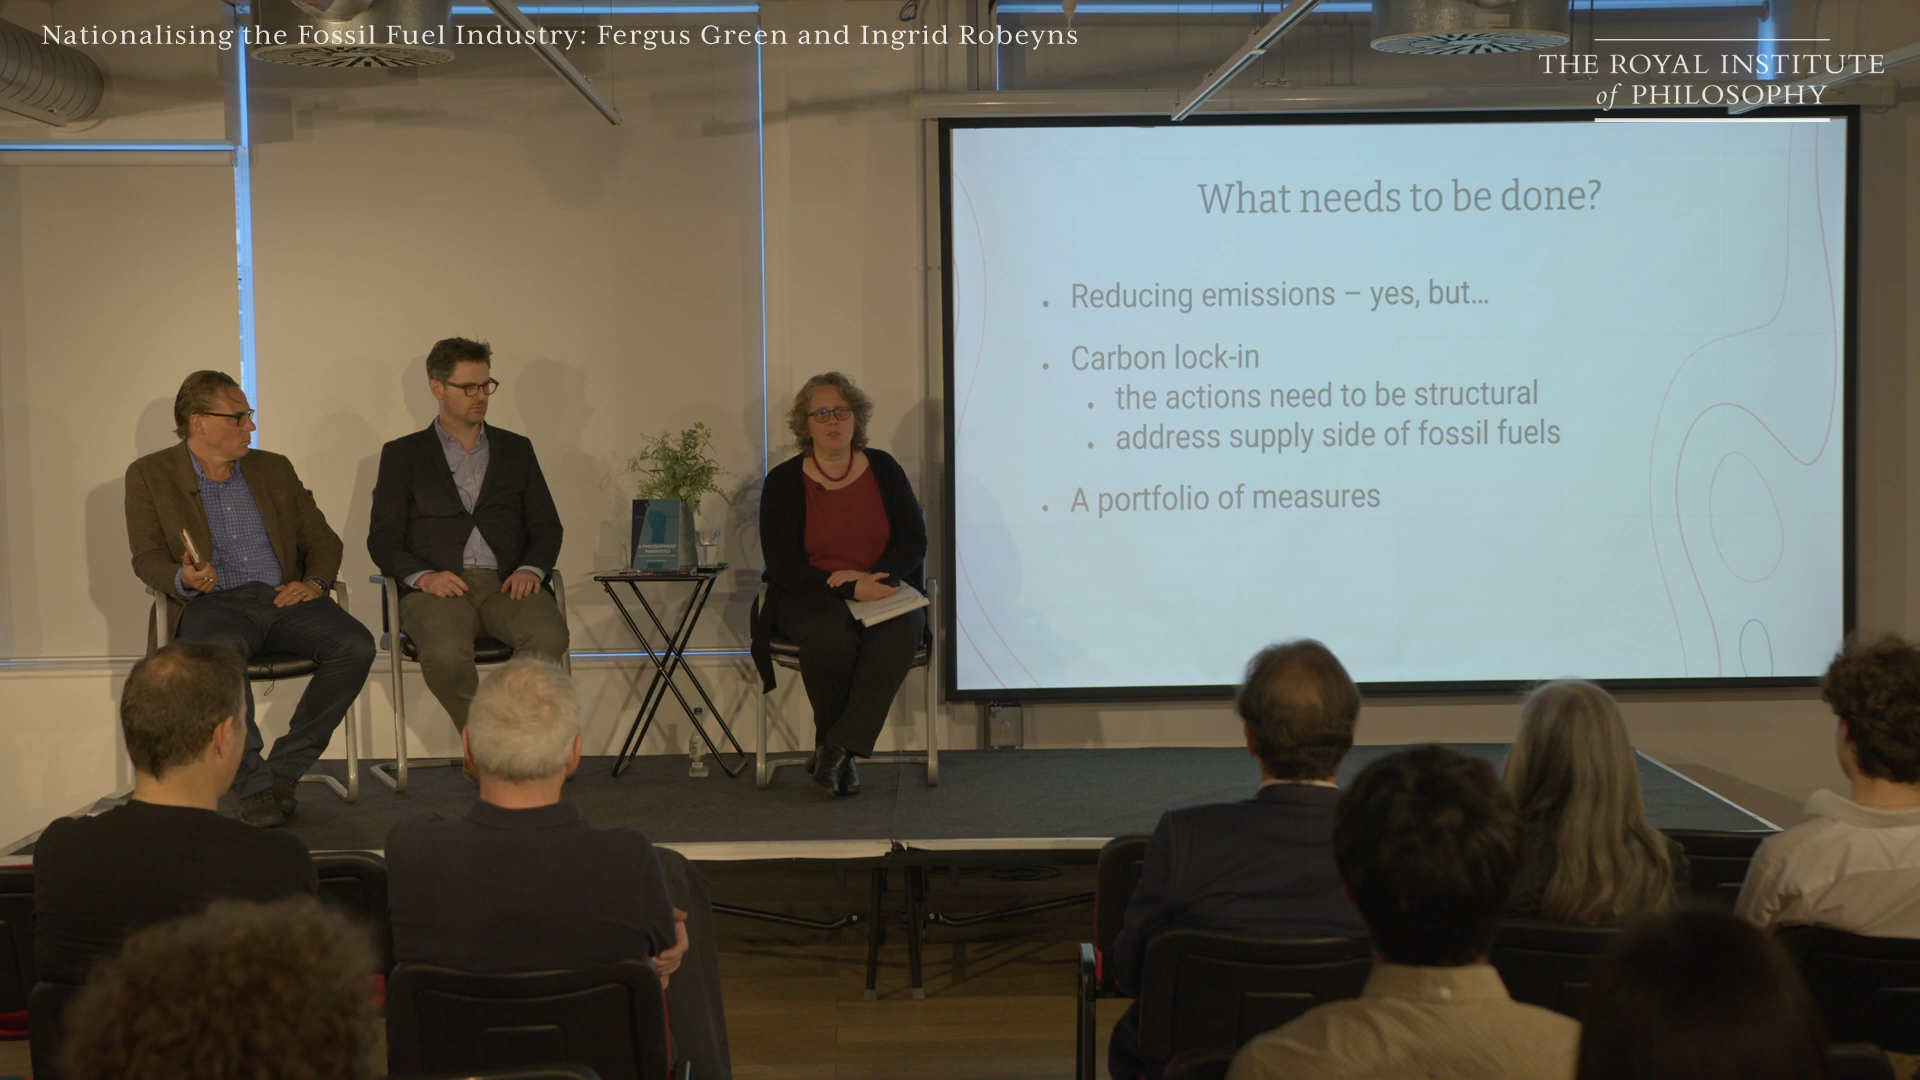 Nationalising the Fossil Fuel Industry: Fergus Green and Ingrid Robeyns
THE ROYAL INSTITUTE
of PHILOSOPHY
What needs to be done?
Reducing emissions – yes, but...
Carbon lock-in
the actions need to be structural
address supply side of fossil fuels
A portfolio of measures
A PHILOSOPHERS'
MANIFESTO